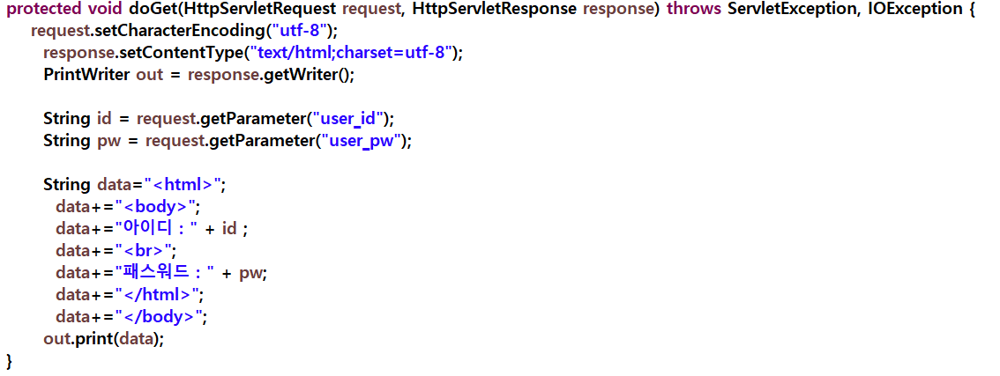 protected void doGet(HttpServletRequest request, HttpServletResponse response) throws ServletException, IOException {
request.setCharacterEncoding("utf-8");
response.setContentType("text/html;charset=utf-8");
PrintWriter out = response.getWriter();
String id = request.getParameter("user_id");
String pw = request.getParameter("user_pw");
String data="<html>";
data+="<body>";
data+="아이디 : " + id ;
data+="<br>";
data+="패스워드 : " + pw;
data+="</html>";
data+="</body>";
out.print(data);
}